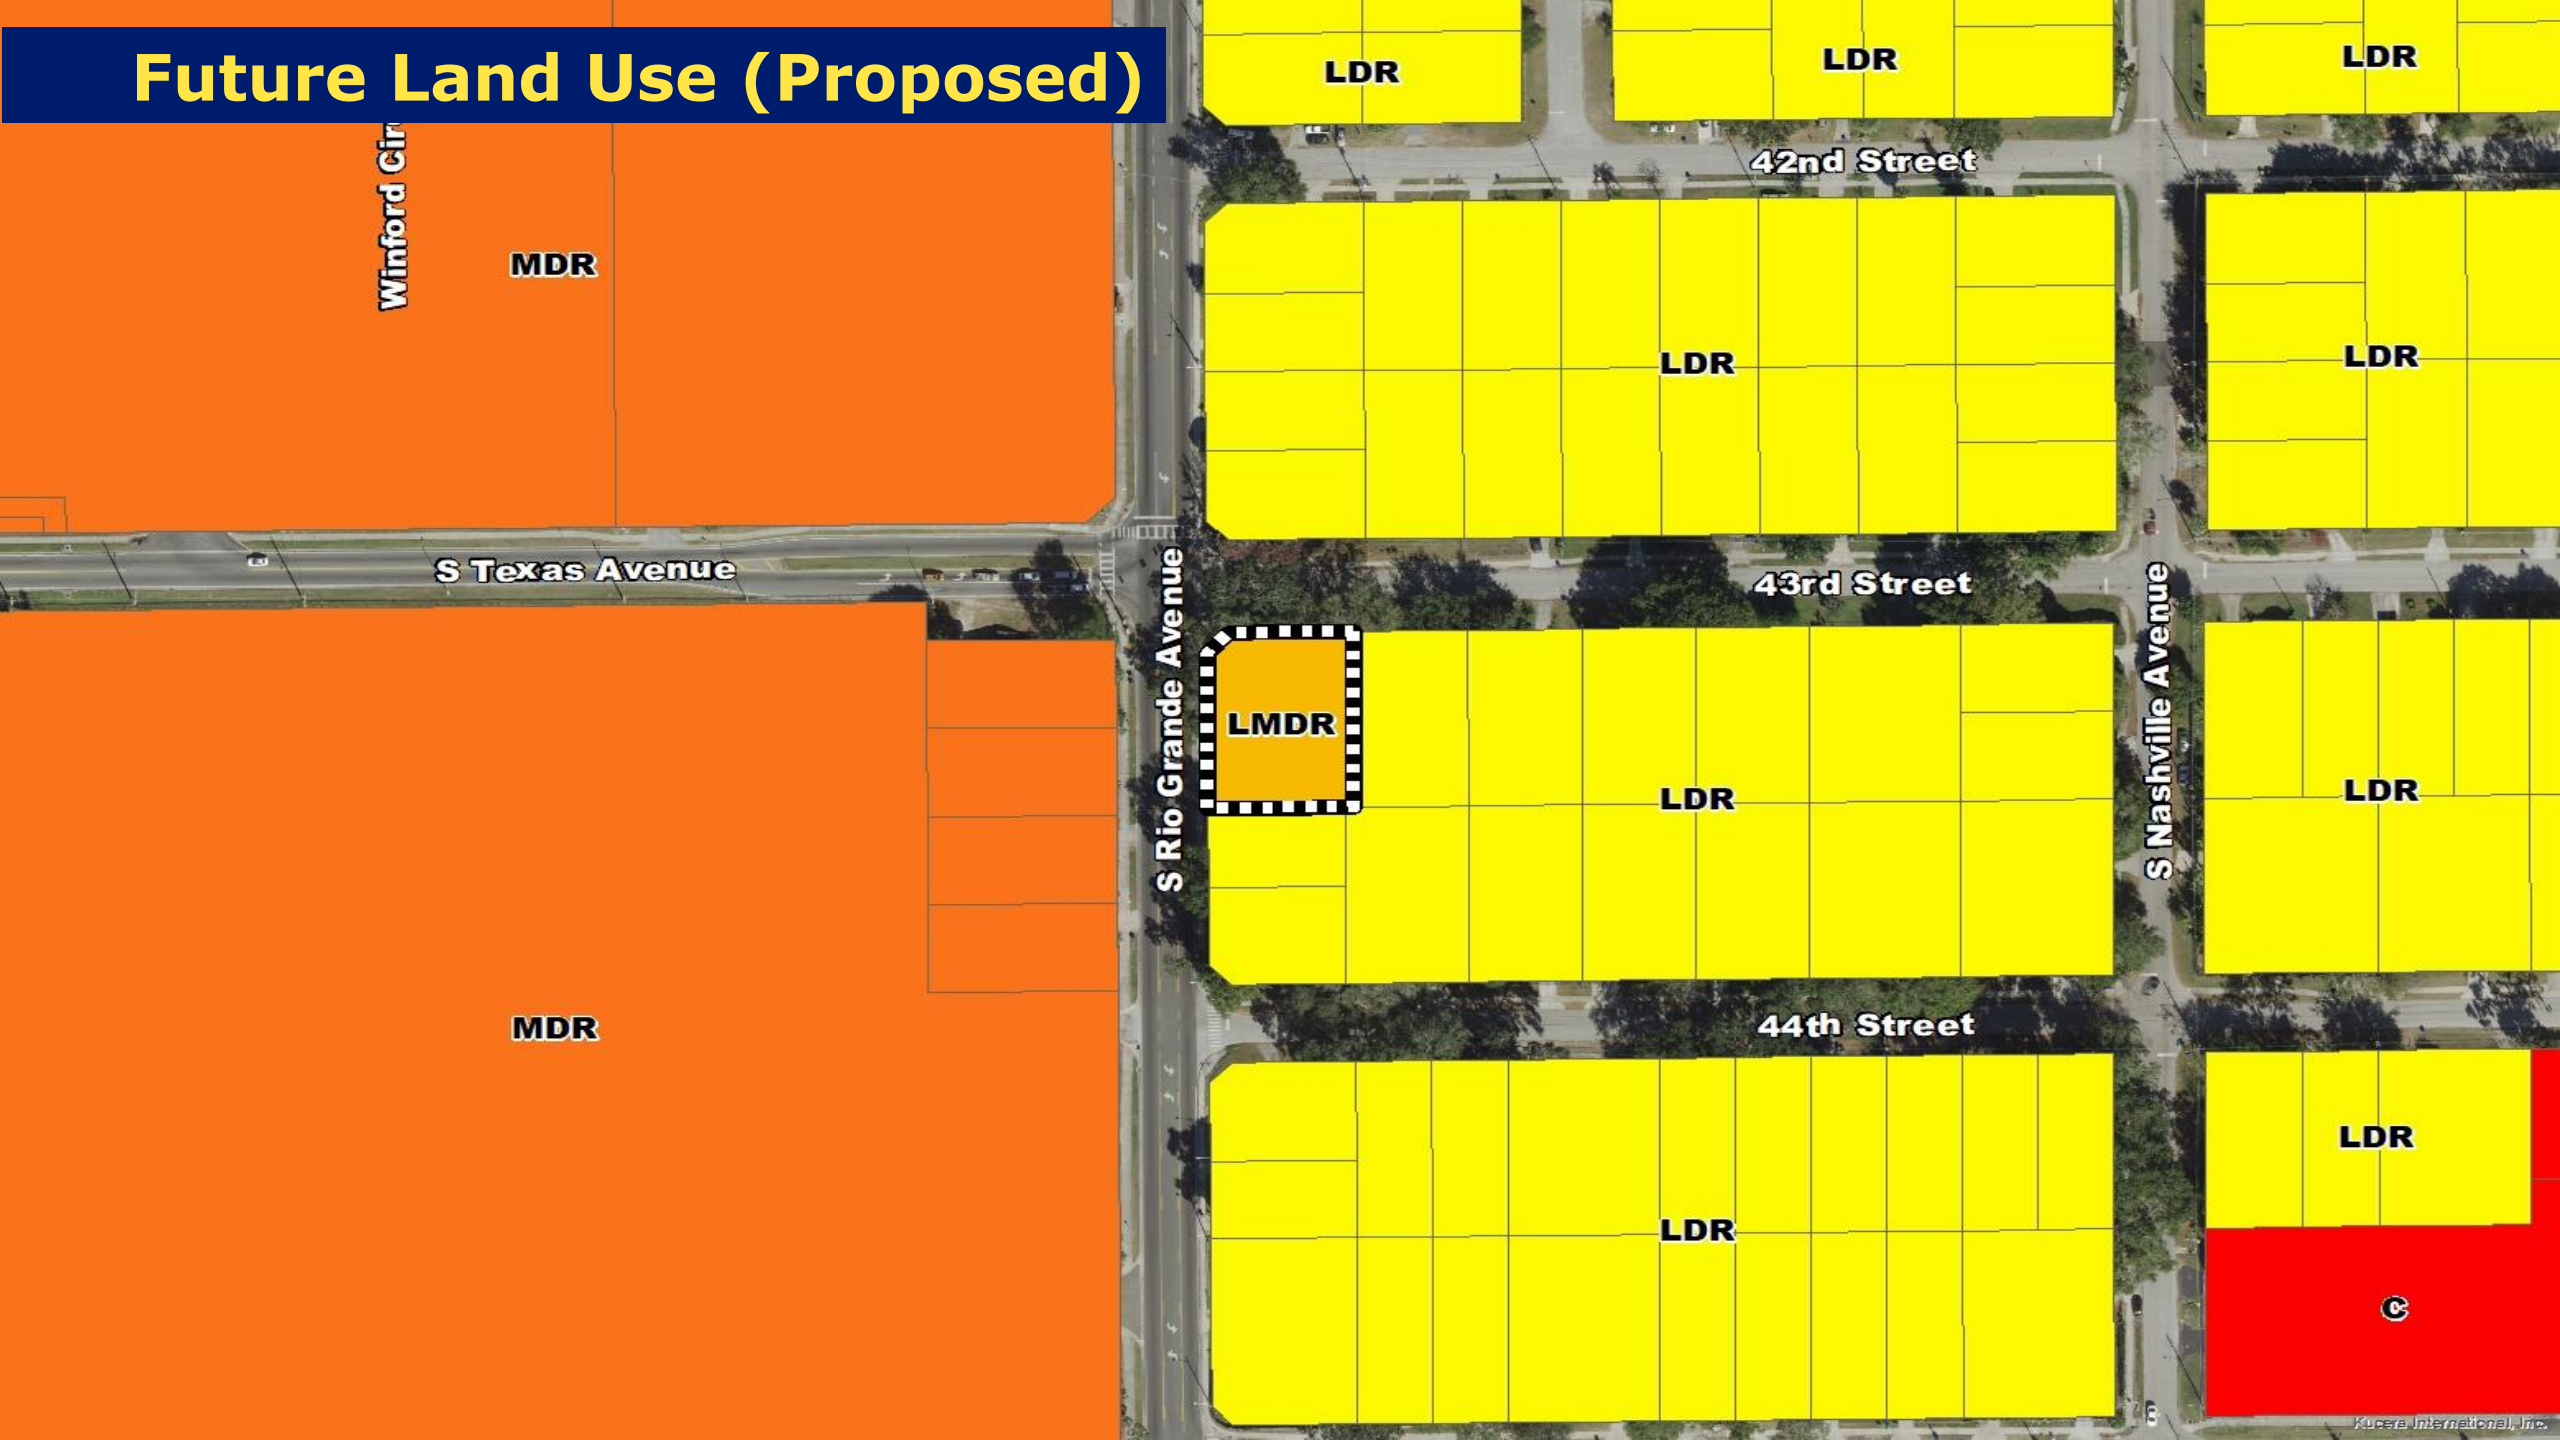 Future Land Use (Proposed)
LDR
LDR
LDR
42nd Street
Winford Cir
MDR
LDR
LDR
S Texas Avenue
43rd Street
S Rio Grande Avenue
S Nashville Avenue
LMDR
LDR
LDR
MDR
44th Street
LDR
LDR
C
Kucera International, Inc.